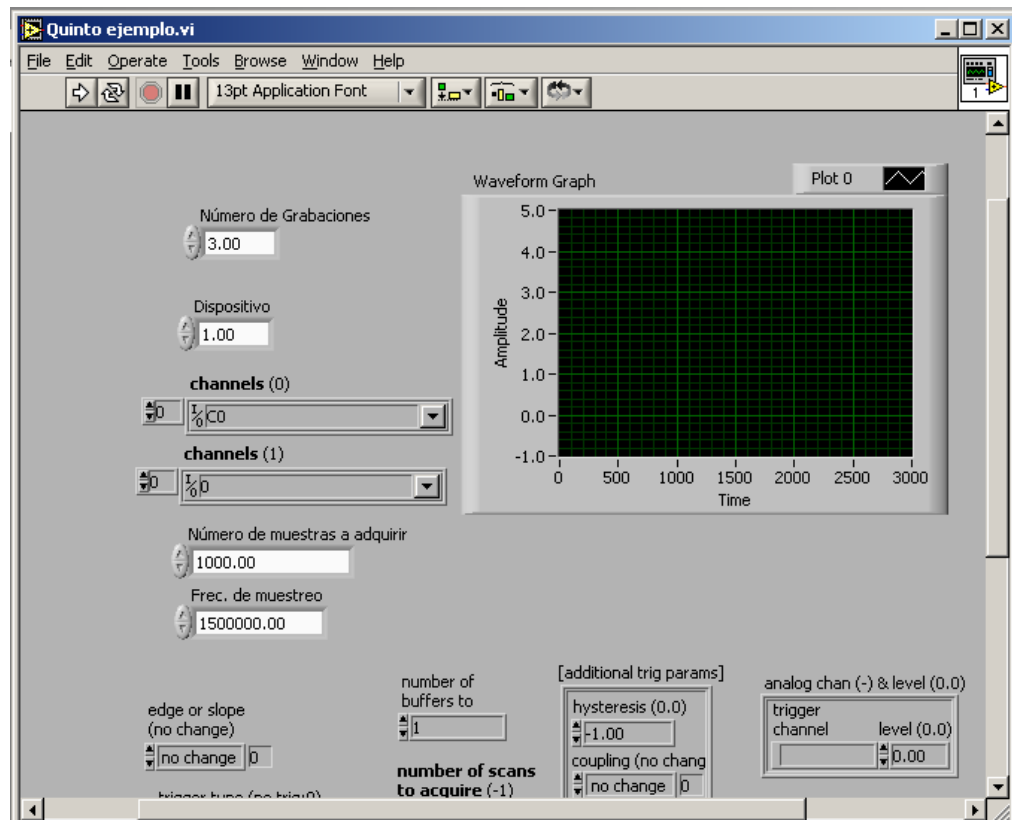 Quinto ejemplo.vi
File Edit Operate Tools Browse Window Help
13pt Application Font
1
Waveform Graph
Plot 0
Número de Grabaciones
3.00
Dispositivo
1.00
channels (0)
0 I/0 C0
channels (1)
0 I/0 0
Número de muestras a adquirir
1000.00
Frec. de muestreo
1500000.00
Amplitude
5.0
4.0
3.0
2.0
1.0
0.0
-1.0
0 500 1000 1500 2000 2500 3000
Time
edge or slope
(no change)
no change 0
number of
buffers to
1
number of scans
to acquire (-1)
[additional trig params]
hysteresis (0.0)
-1.00
coupling (no chang
no change 0
analog chan (-) & level (0.0)
trigger
channel
level (0.0)
0.00